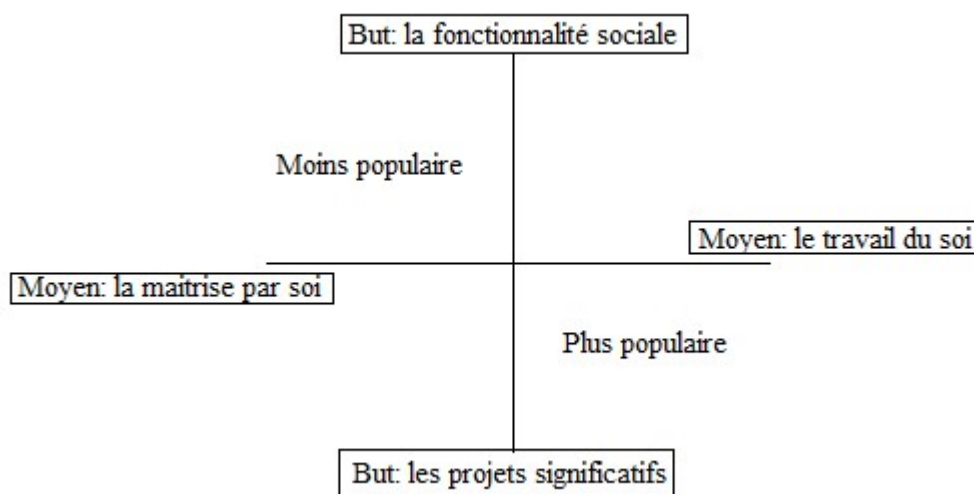 But: la fonctionnalité sociale
Moins populaire
Moyen: le travail du soi
Moyen: la maitrise par soi
Plus populaire
But: les projets significatifs